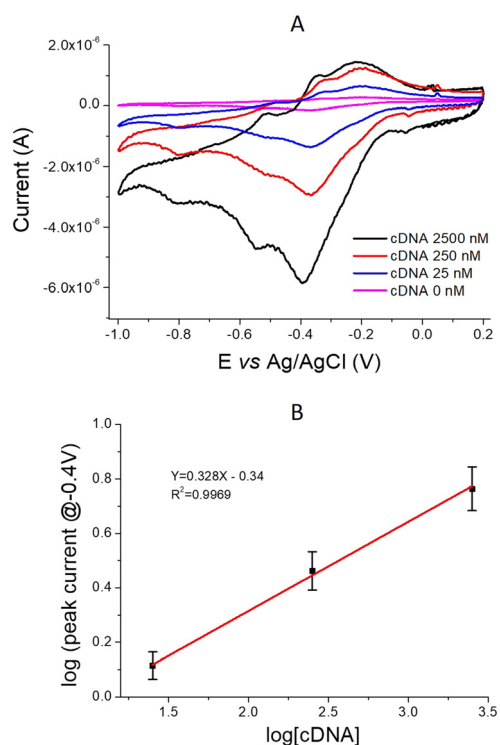 A
2.0x10⁻⁶
0.0
-2.0x10⁻⁶
-4.0x10⁻⁶
-6.0x10⁻⁶
Current (A)
cDNA 2500 nM
cDNA 250 nM
cDNA 25 nM
cDNA 0 nM
-1.0 -0.8 -0.6 -0.4 -0.2 0.0 0.2
E vs Ag/AgCl (V)
B
1.0
0.8
0.6
0.4
0.2
0.0
log (peak current @-0.4V)
Y=0.328X - 0.34
R²=0.9969
1.5 2.0 2.5 3.0 3.5
log[cDNA]